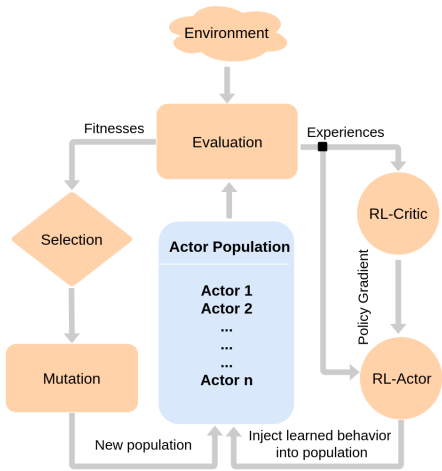 Environment
Fitnesses
Experiences
Evaluation
Selection
RL-Critic
Actor Population
Actor 1
Actor 2
...
...
...
Actor n
Policy Gradient
Mutation
RL-Actor
New population
Inject learned behavior
into population